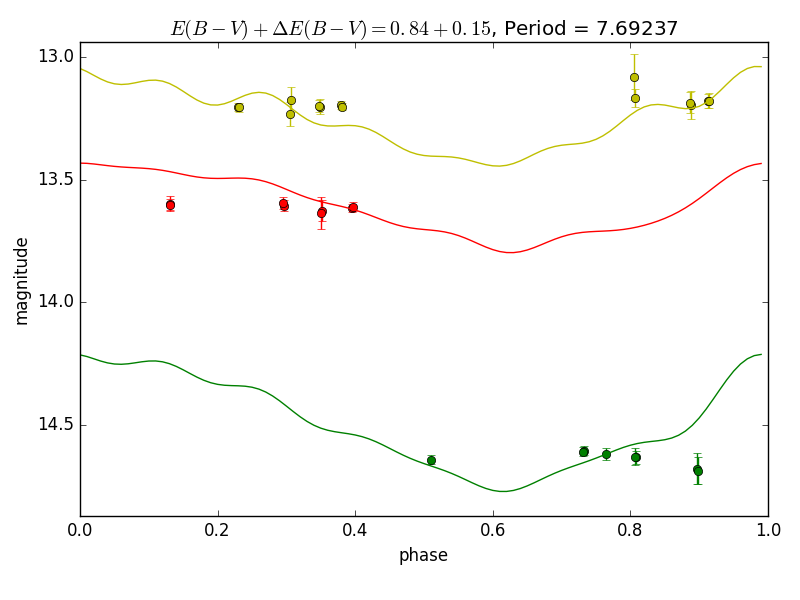 E(B − V) + ΔE(B − V) = 0.84 + 0.15, Period = 7.69237
13.0
13.5
14.0
14.5
magnitude
0.0 0.2 0.4 0.6 0.8 1.0
phase